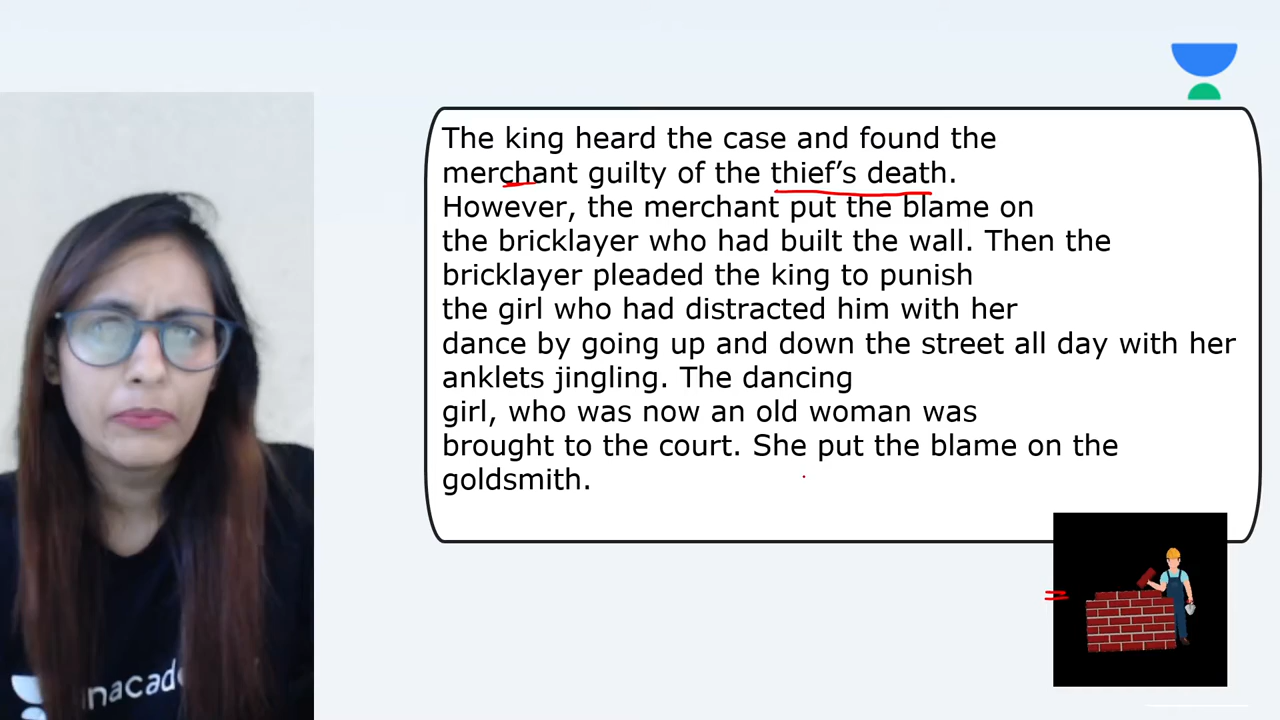 The king heard the case and found the
merchant guilty of the thief's death.
However, the merchant put the blame on
the bricklayer who had built the wall. Then the
bricklayer pleaded the king to punish
the girl who had distracted him with her
dance by going up and down the street all day with her
anklets jingling. The dancing
girl, who was now an old woman was
brought to the court. She put the blame on the
goldsmith.